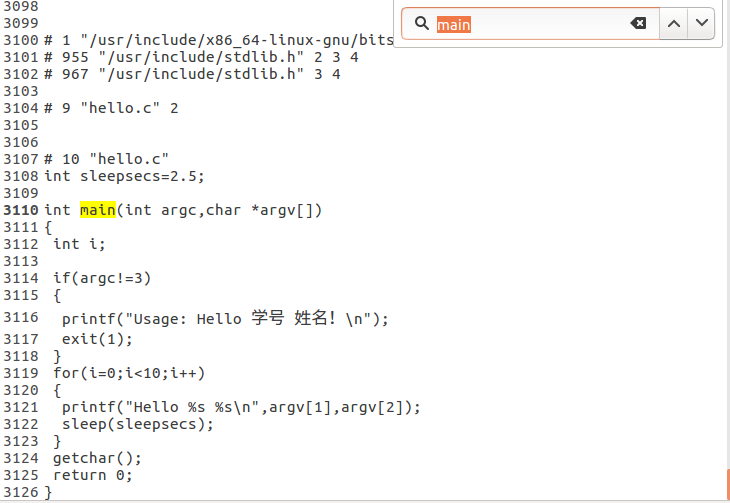 main
3098
3099
3100 # 1 "/usr/include/x86_64-linux-gnu/bits
3101 # 955 "/usr/include/stdlib.h" 2 3 4
3102 # 967 "/usr/include/stdlib.h" 3 4
3103
3104 # 9 "hello.c" 2
3105
3106
3107 # 10 "hello.c"
3108 int sleepsecs=2.5;
3109
3110 int main(int argc,char *argv[])
3111 {
3112  int i;
3113
3114  if(argc!=3)
3115  {
3116   printf("Usage: Hello 学号 姓名！\n");
3117   exit(1);
3118  }
3119  for(i=0;i<10;i++)
3120  {
3121   printf("Hello %s %s\n",argv[1],argv[2]);
3122   sleep(sleepsecs);
3123  }
3124  getchar();
3125  return 0;
3126 }